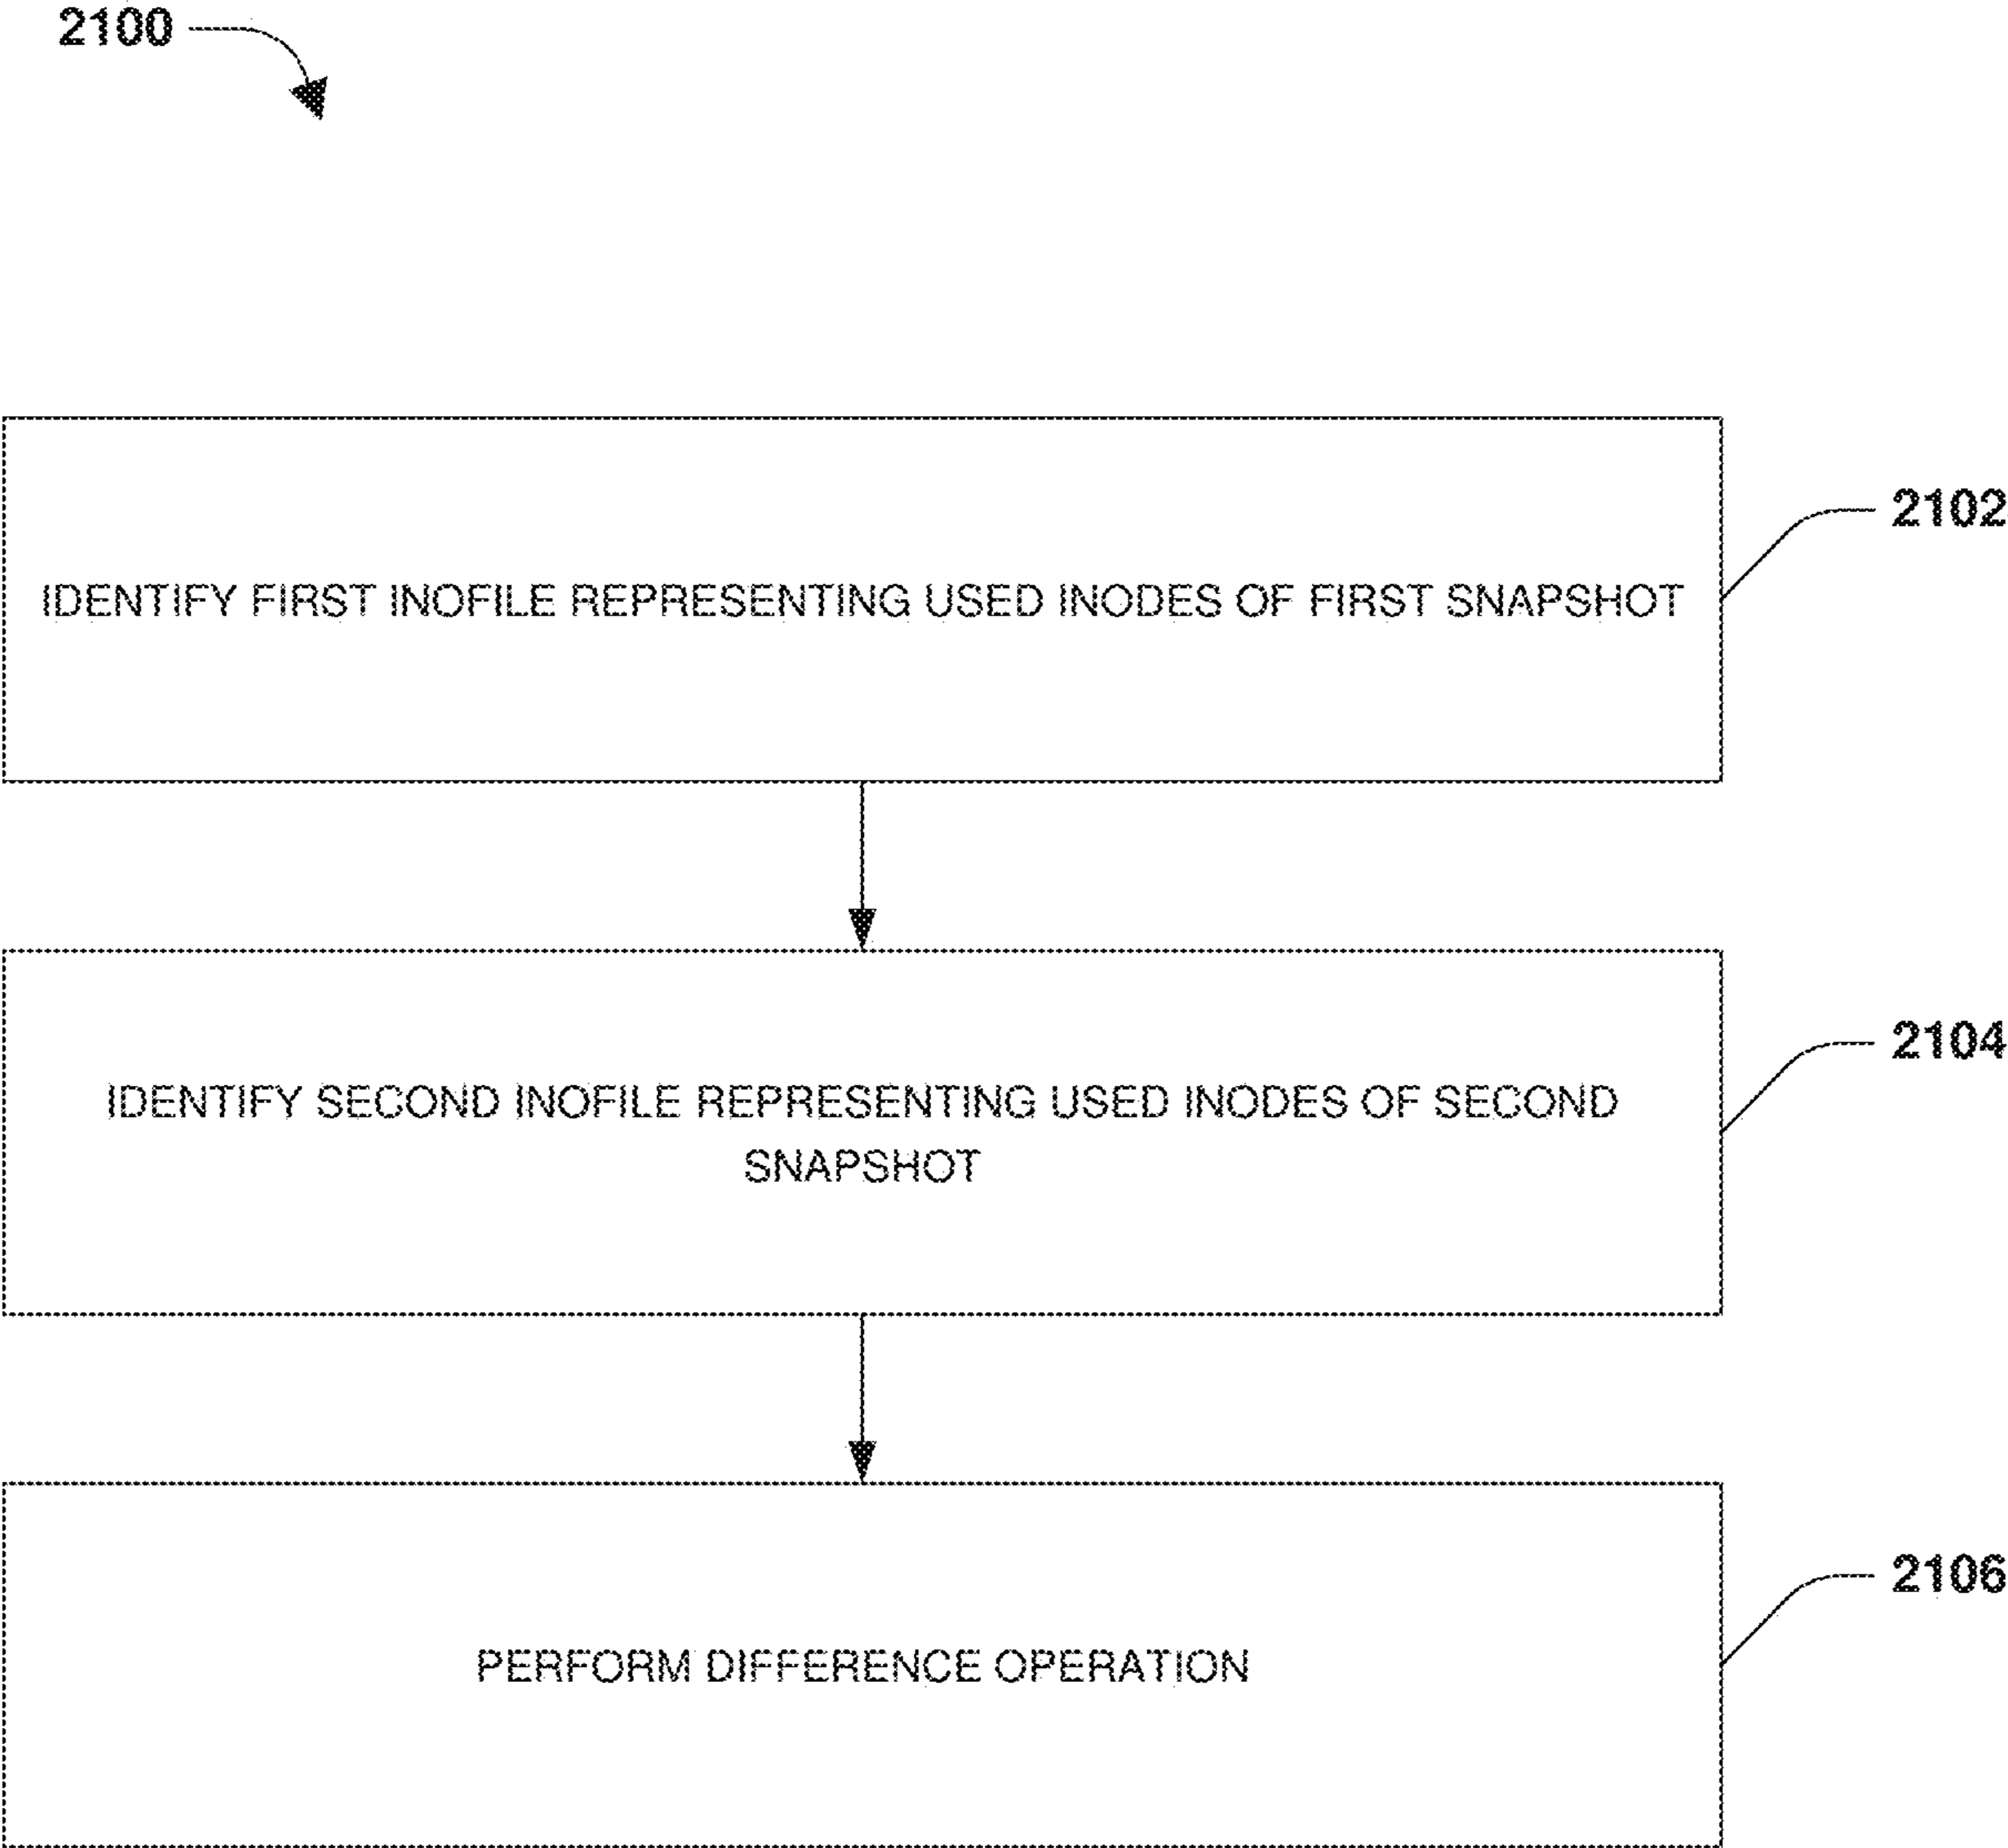 2100
IDENTIFY FIRST INOFILE REPRESENTING USED INODES OF FIRST SNAPSHOT
2102
IDENTIFY SECOND INOFILE REPRESENTING USED INODES OF SECOND
SNAPSHOT
2104
PERFORM DIFFERENCE OPERATION
2106